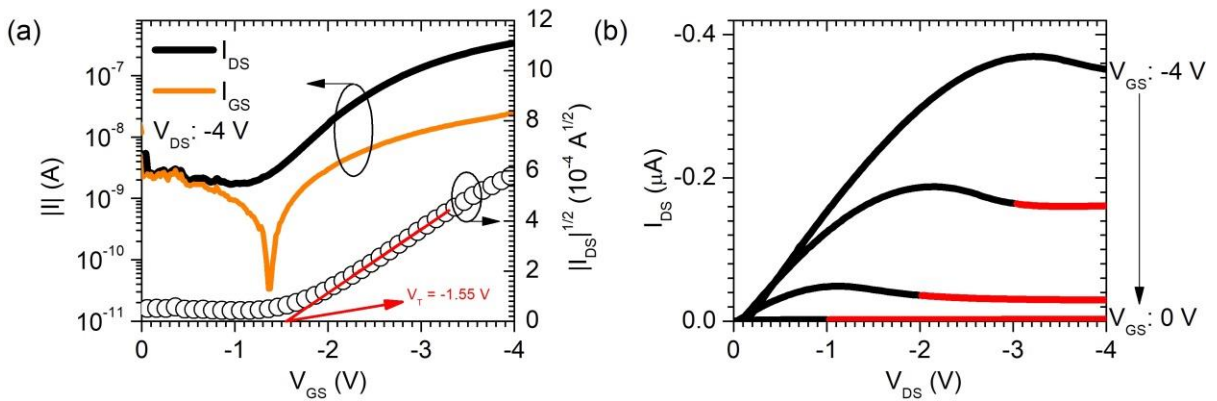 (a)
I_DS
I_GS
V_DS: -4 V
10^-7
10^-8
10^-9
10^-10
10^-11
|I| (A)
0 -1 -2 -3 -4
V_GS (V)
12
10
8
6
4
2
0
|I_DS|^1/2 (10^-4 A^1/2)
V_T = -1.55 V
(b)
-0.4
-0.2
0.0
I_DS (μA)
0 -1 -2 -3 -4
V_DS (V)
V_GS: -4 V
V_GS: 0 V